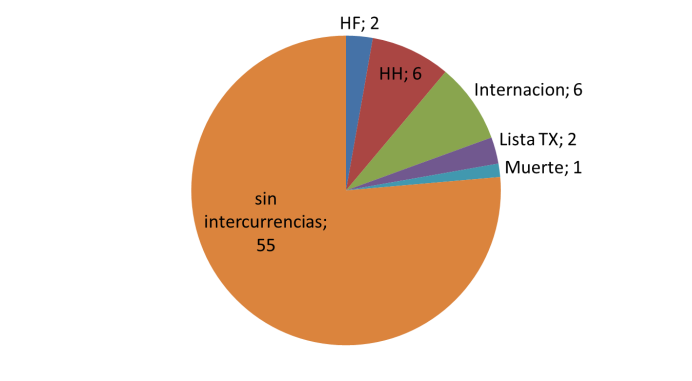 HF; 2
HH; 6
Internacion; 6
Lista TX; 2
Muerte; 1
sin
intercurrencias;
55